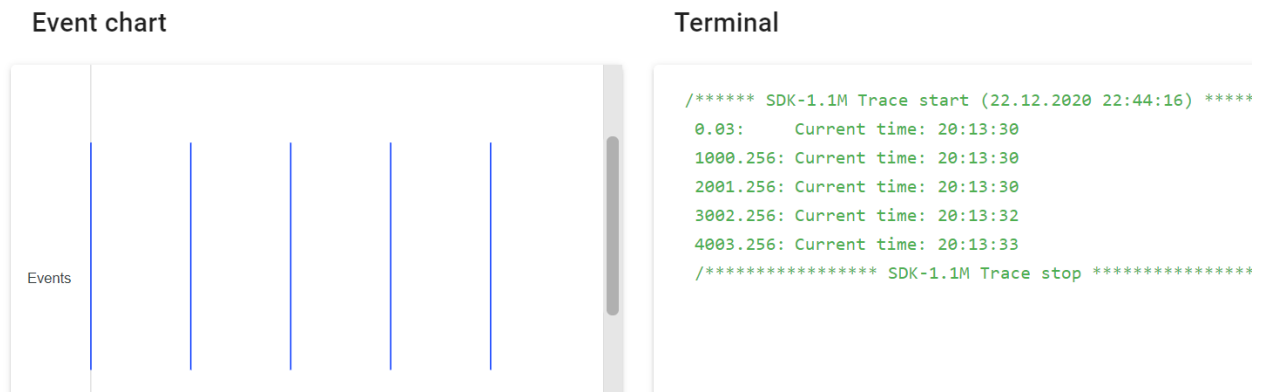 Event chart
Events
Terminal
/****** SDK-1.1M Trace start (22.12.2020 22:44:16) *****
0.03: Current time: 20:13:30
1000.256: Current time: 20:13:30
2001.256: Current time: 20:13:30
3002.256: Current time: 20:13:32
4003.256: Current time: 20:13:33
/***************** SDK-1.1M Trace stop ****************